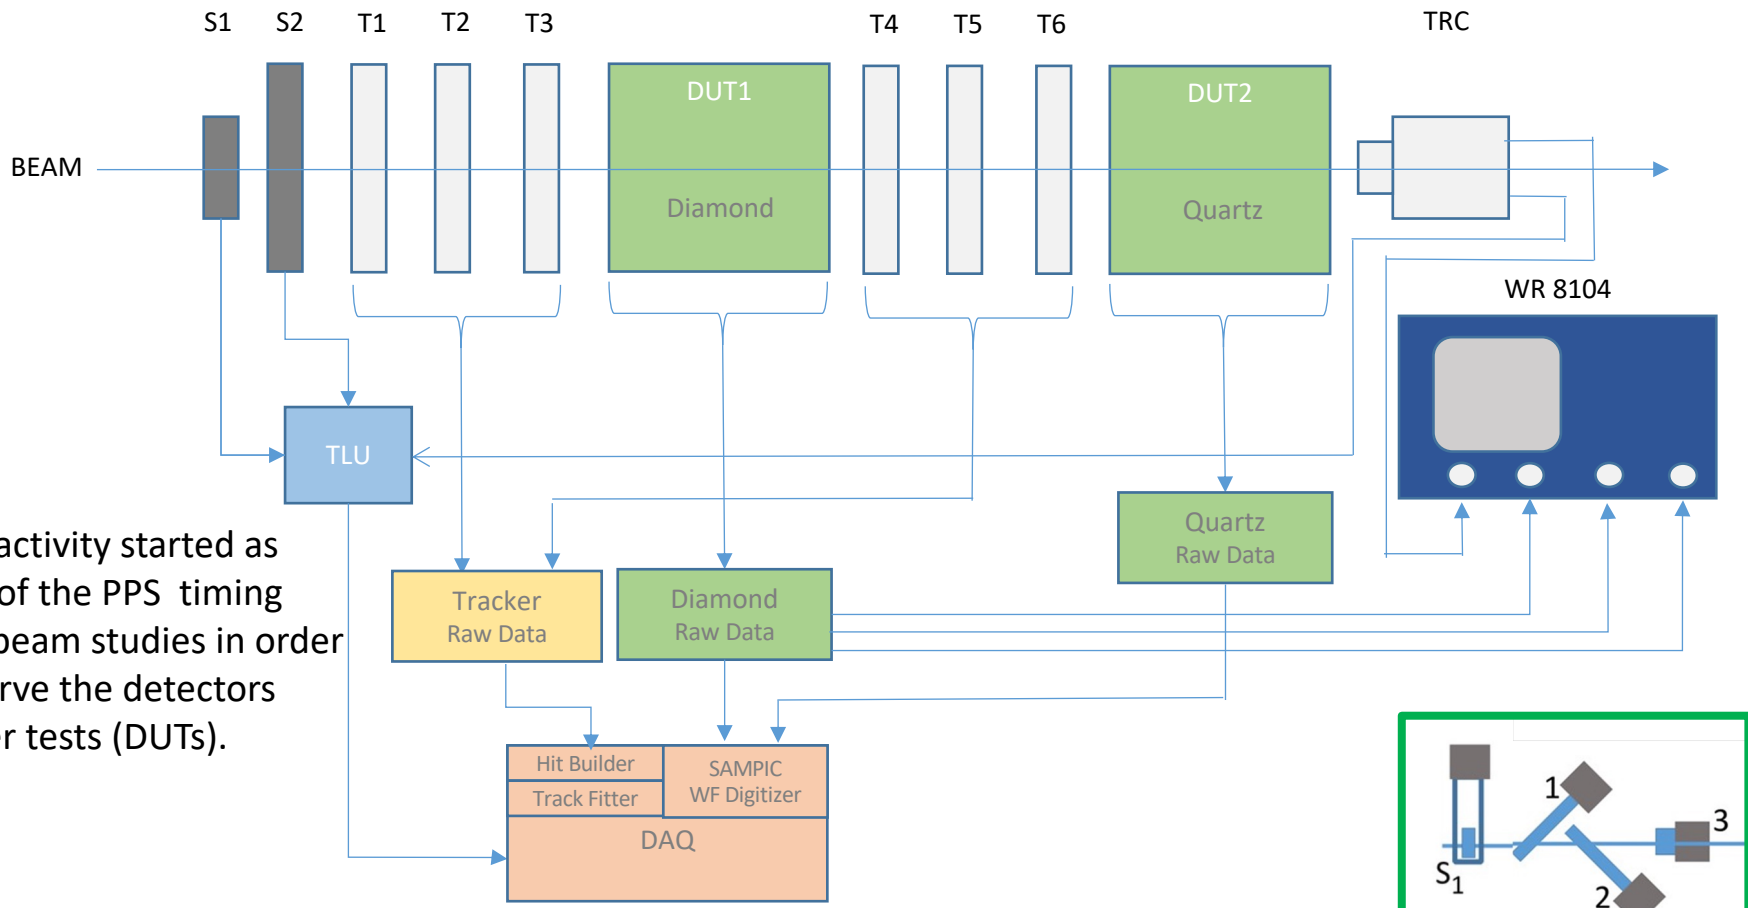 S1 S2 T1 T2 T3 T4 T5 T6 TRC
DUT1
DUT2
BEAM
Diamond
Quartz
WR 8104
TLU
Quartz
Raw Data
activity started as
of the PPS timing
beam studies in order
rve the detectors
r tests (DUTs).
Tracker
Raw Data
Diamond
Raw Data
Hit Builder
Track Fitter
SAMPIC
WF Digitizer
DAQ
1
3
S1
2